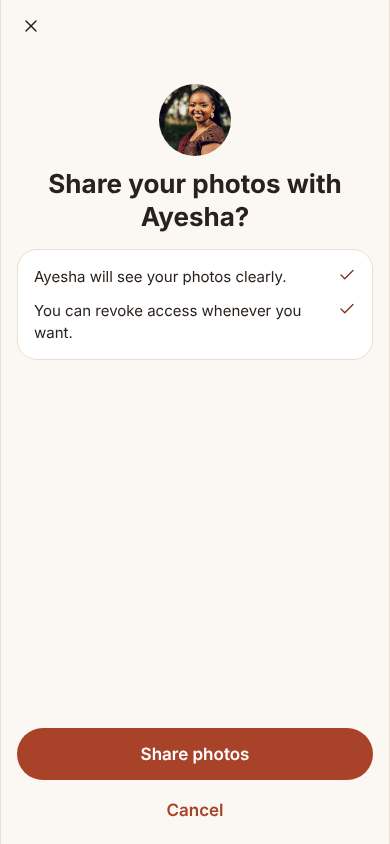 Share your photos with
Ayesha?
Ayesha will see your photos clearly.
You can revoke access whenever you
want.
Share photos
Cancel